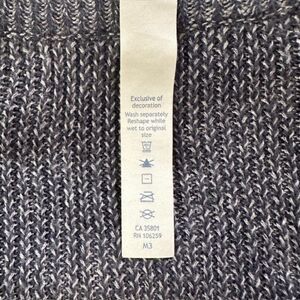 Exclusive of
decoration
Wash separately
Reshape while
wet to original
size
CA 35801
RN 106259
M3